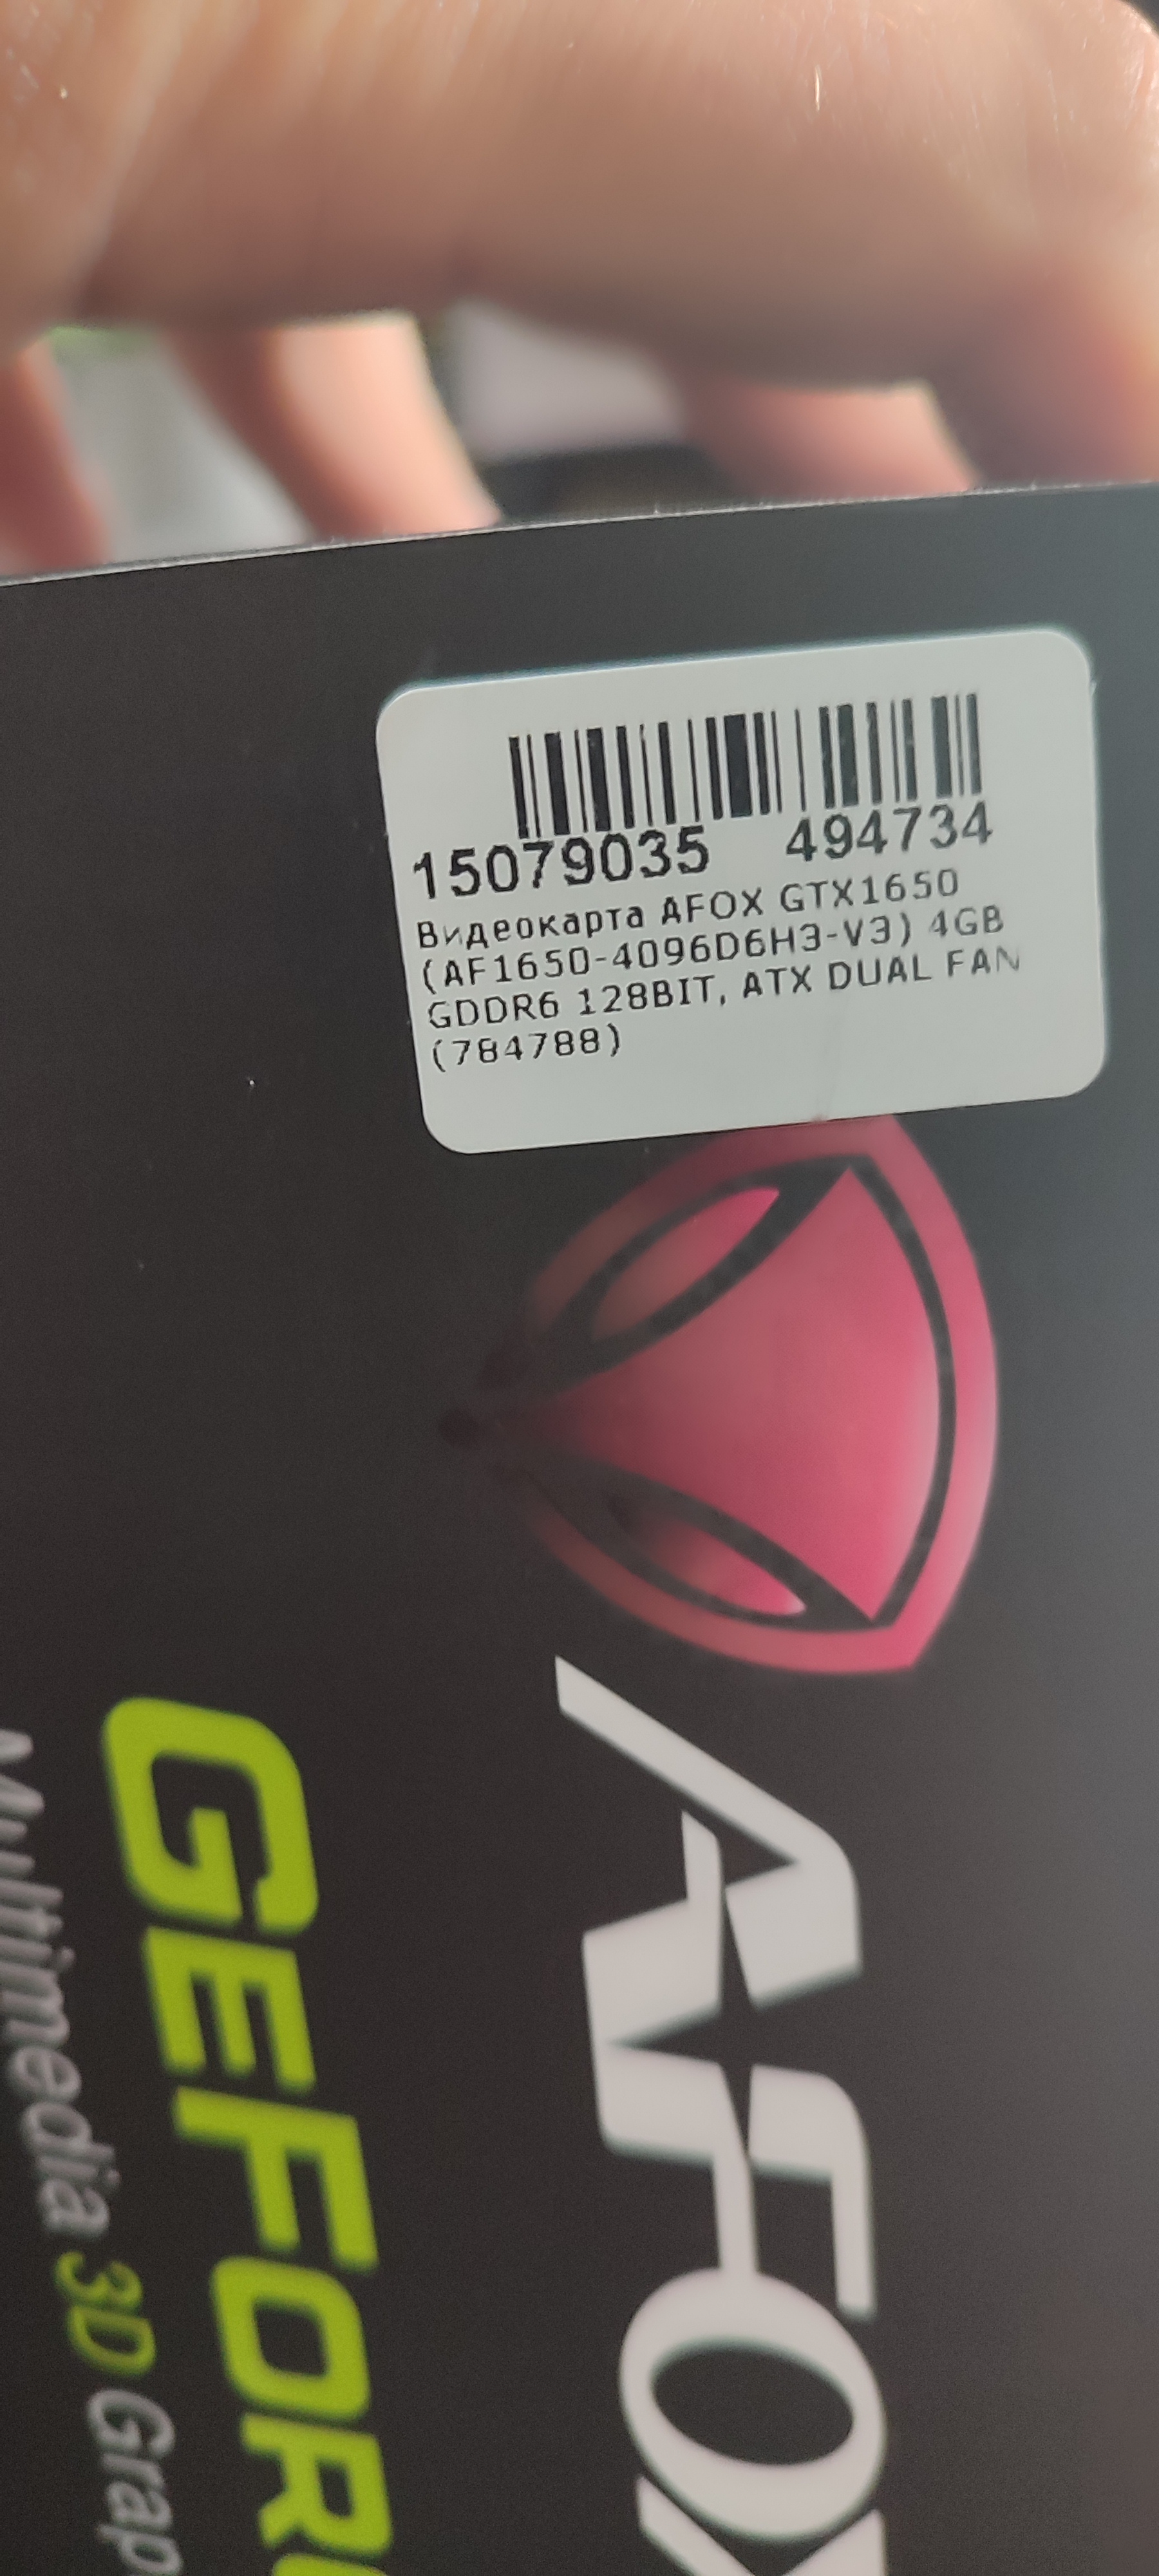 15079035 494734
Видеокарта AFOX GTX1650
(AF1650-4096D6H3-V3) 4GB
GDDR6 128BIT, ATX DUAL FAN
(784788)
AFOX
GEFOR
Multimedia 3D Grap